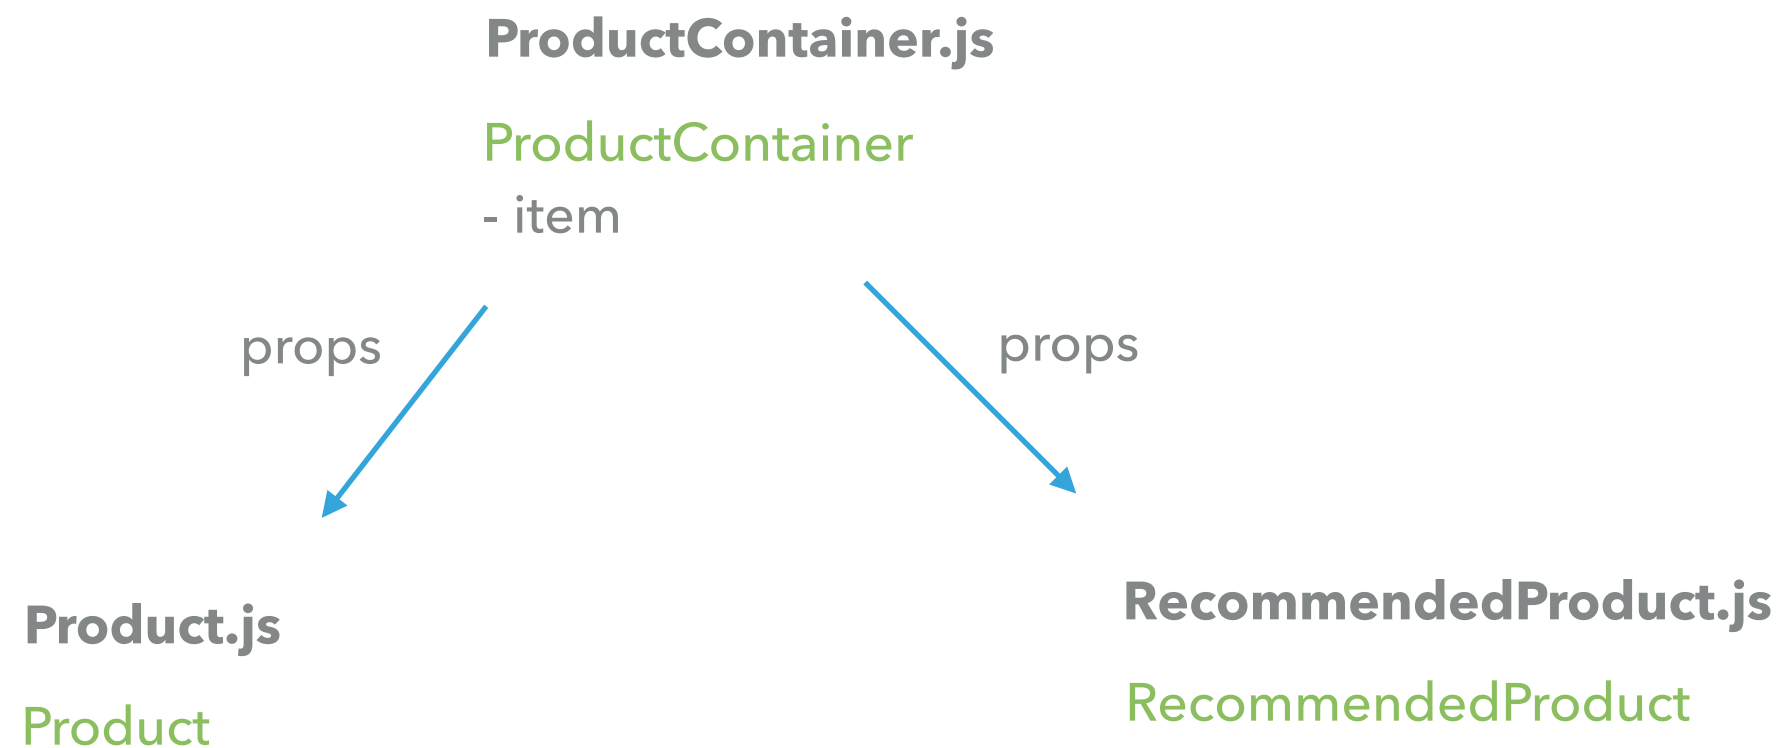 ProductContainer.js
ProductContainer
- item
props
props
Product.js
Product
RecommendedProduct.js
RecommendedProduct